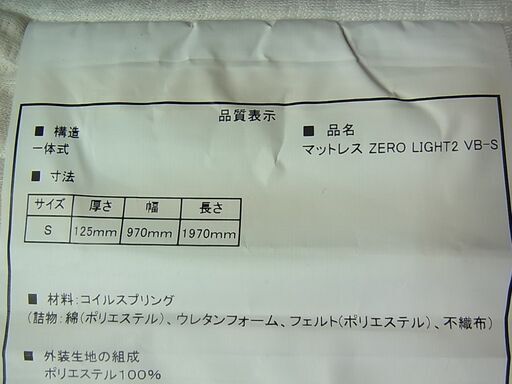 品質表示
■ 構造
一体式
■ 品名
マットレス ZERO LIGHT2 VB-S
■ 寸法
サイズ 厚さ 幅 長さ
S 125mm 970mm 1970mm
■ 材料:コイルスプリング
(詰物:綿(ポリエステル)、ウレタンフォーム、フェルト(ポリエステル)、不織布)
■ 外装生地の組成
ポリエステル100%